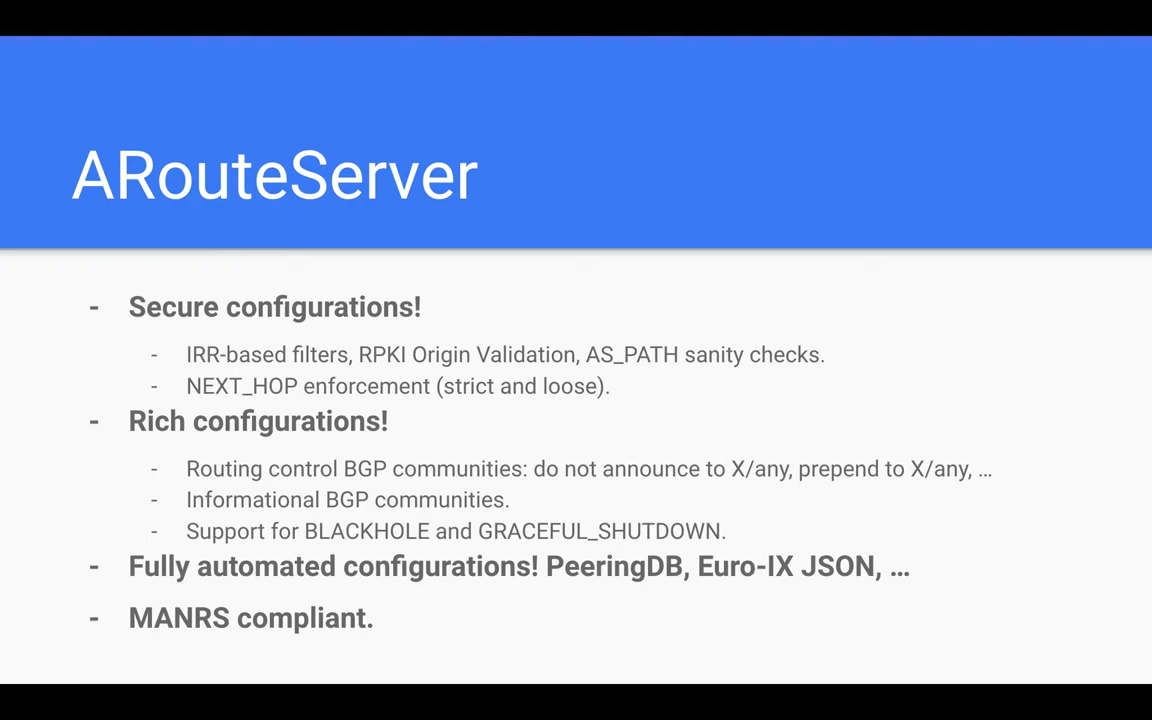 ARouteServer
- Secure configurations!
- IRR-based filters, RPKI Origin Validation, AS_PATH sanity checks.
- NEXT_HOP enforcement (strict and loose).
- Rich configurations!
- Routing control BGP communities: do not announce to X/any, prepend to X/any, …
- Informational BGP communities.
- Support for BLACKHOLE and GRACEFUL_SHUTDOWN.
- Fully automated configurations! PeeringDB, Euro-IX JSON, …
- MANRS compliant.